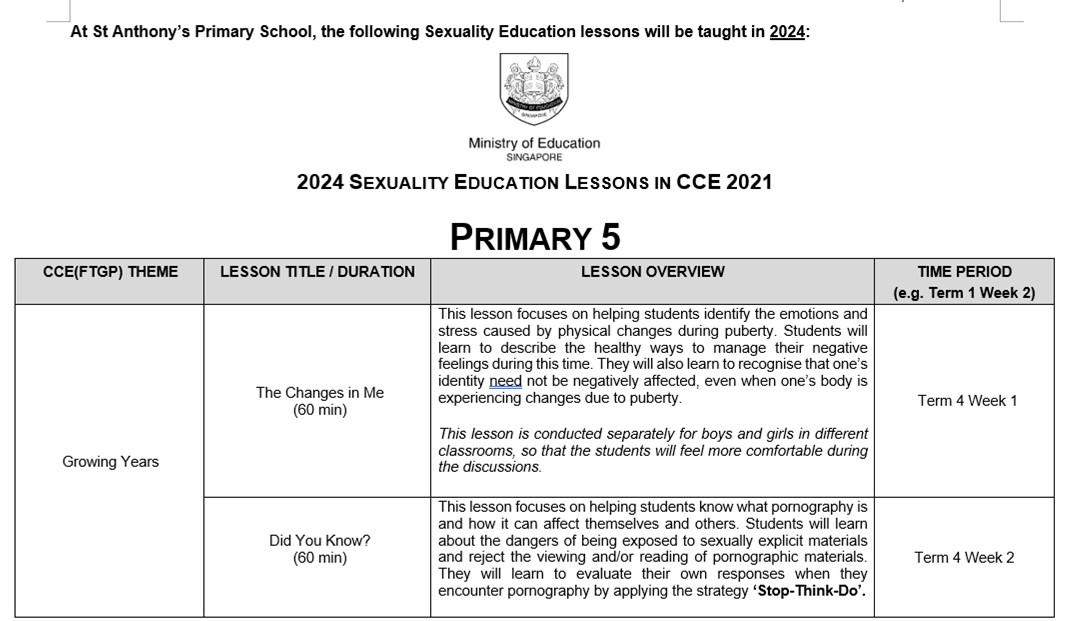 At St Anthony's Primary School, the following Sexuality Education lessons will be taught in 2024:
MINISTRY OF EDUCATION
SINGAPORE
Ministry of Education
SINGAPORE
2024 SEXUALITY EDUCATION LESSONS IN CCE 2021
PRIMARY 5
CCE(FTGP) THEME
LESSON TITLE / DURATION
LESSON OVERVIEW
TIME PERIOD
(e.g. Term 1 Week 2)
Growing Years
The Changes in Me
(60 min)
This lesson focuses on helping students identify the emotions and
stress caused by physical changes during puberty. Students will
learn to describe the healthy ways to manage their negative
feelings during this time. They will also learn to recognise that one's
identity need not be negatively affected, even when one's body is
experiencing changes due to puberty.
This lesson is conducted separately for boys and girls in different
classrooms, so that the students will feel more comfortable during
the discussions.
Term 4 Week 1
Did You Know?
(60 min)
This lesson focuses on helping students know what pornography is
and how it can affect themselves and others. Students will learn
about the dangers of being exposed to sexually explicit materials
and reject the viewing and/or reading of pornographic materials.
They will learn to evaluate their own responses when they
encounter pornography by applying the strategy 'Stop-Think-Do'.
Term 4 Week 2